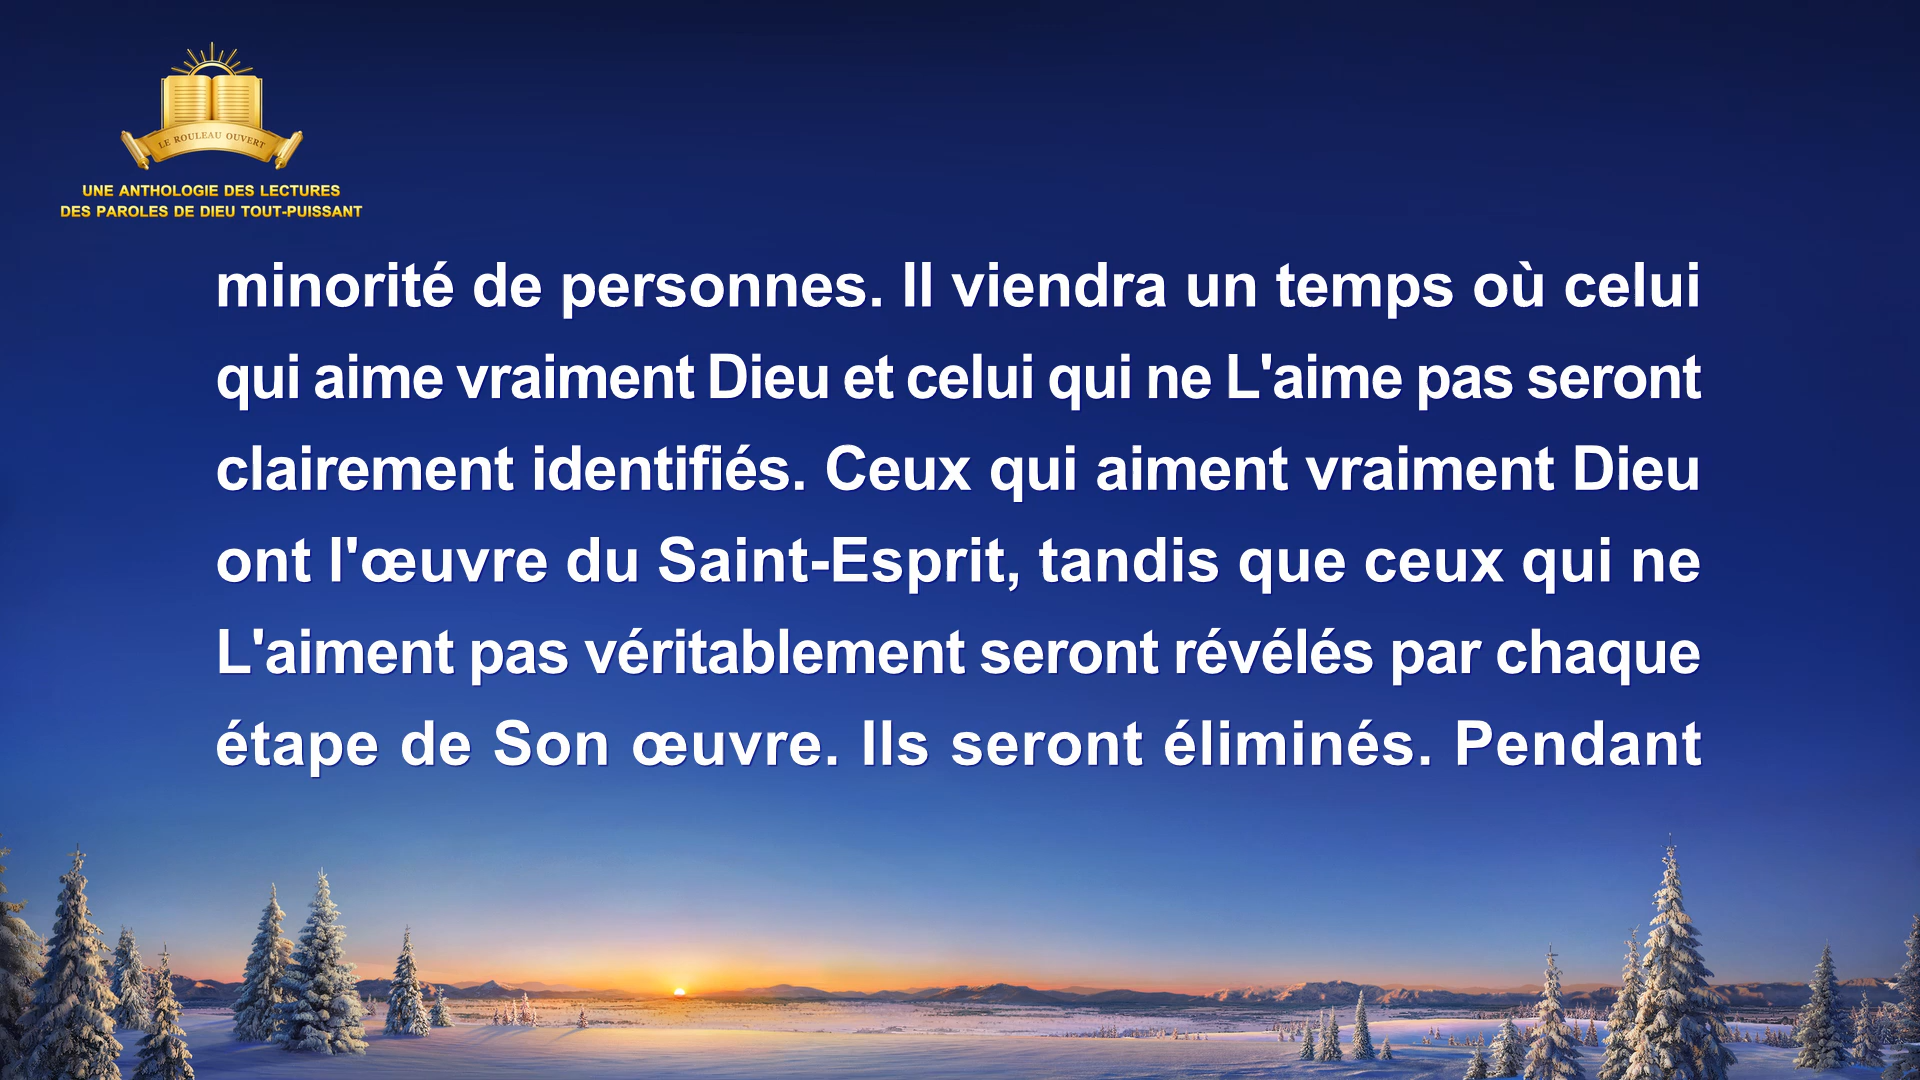 LE ROULEAU OUVERT
UNE ANTHOLOGIE DES LECTURES
DES PAROLES DE DIEU TOUT-PUISSANT
minorité de personnes. Il viendra un temps où celui
qui aime vraiment Dieu et celui qui ne L'aime pas seront
clairement identifiés. Ceux qui aiment vraiment Dieu
ont l'œuvre du Saint-Esprit, tandis que ceux qui ne
L'aiment pas véritablement seront révélés par chaque
étape de Son œuvre. Ils seront éliminés. Pendant